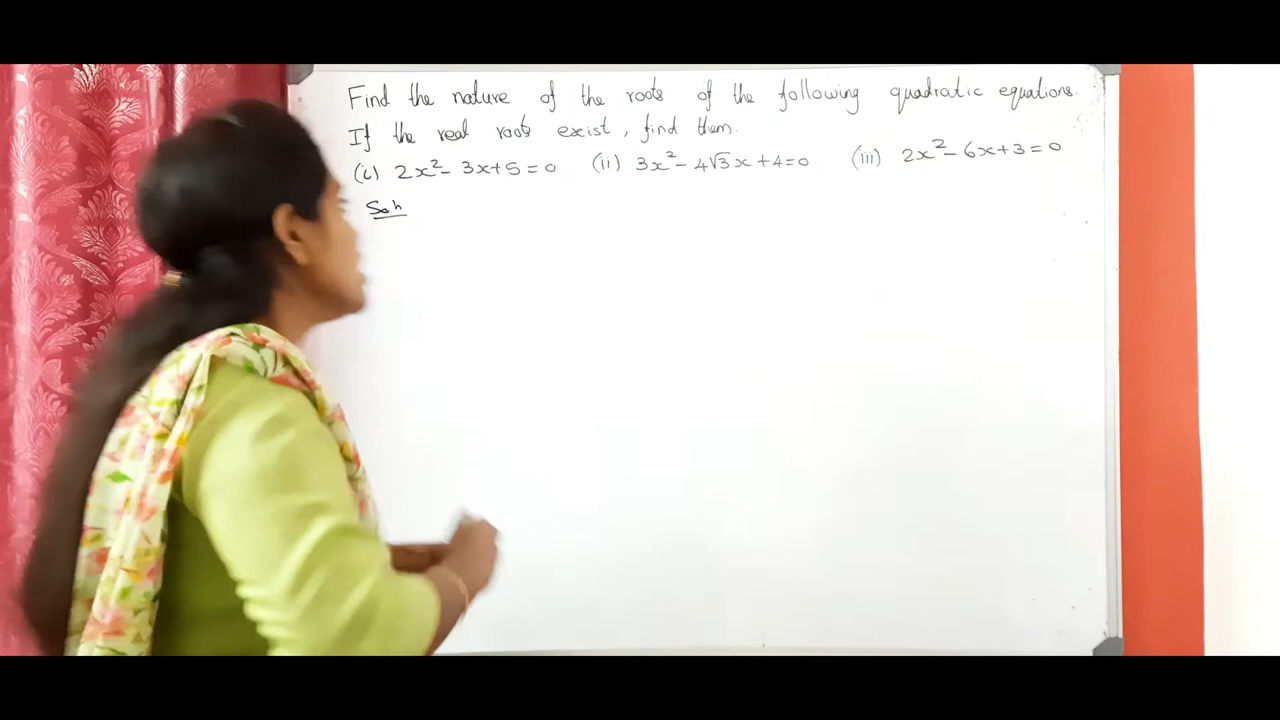 Find the nature of the roots of the following quadratic equations.
If the real roots exist, find them.
(i) 2x² - 3x + 5 = 0 (ii) 3x² - 4√3x + 4 = 0 (iii) 2x² - 6x + 3 = 0
Soln